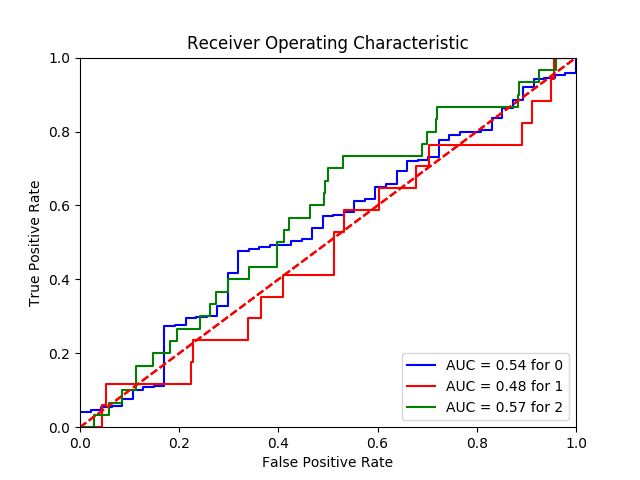 Receiver Operating Characteristic
1.0
0.8
0.6
0.4
0.2
0.0
True Positive Rate
AUC = 0.54 for 0
AUC = 0.48 for 1
AUC = 0.57 for 2
0.0 0.2 0.4 0.6 0.8 1.0
False Positive Rate